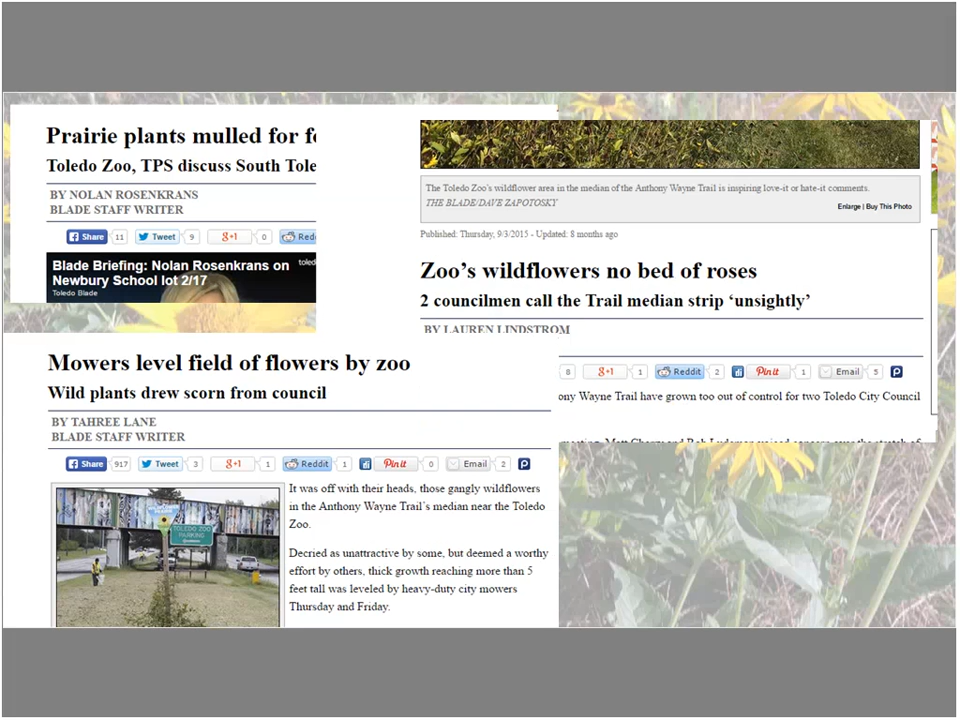 Prairie plants mulled for
Toledo Zoo, TPS discuss South
BY NOLAN ROSENKRANS
BLADE STAFF WRITER
Share 11 Tweet 9 g+1 0
Blade Briefing: Nolan Rosenkrans on
Newbury School lot 2/17
Toledo Blade
The Toledo Zoo's wildflower area in the median of the Anthony Wayne Trail is inspiring love-it or hate-it comments.
THE BLADE/DAVE ZAPOTOSKY
Enlarge | Buy This Photo
Published: Thursday, 9/3/2015 - Updated: 8 months ago
Zoo's wildflowers no bed of roses
2 councilmen call the Trail median strip 'unsightly'
BY LAUREN LINDSTROM
8 g+1 1 Reddit 2 Pin it 1 Email 5
Wayne Trail have grown too out of control for two Toledo City Council
Mowers level field of flowers by zoo
Wild plants drew scorn from council
BY TAHREE LANE
BLADE STAFF WRITER
Share 917 Tweet 3 g+1 1 Reddit 1 Pin it 0 Email 2
TOLEDO ZOO
PARKING
It was off with their heads, those gangly wildflowers
in the Anthony Wayne Trail's median near the Toledo
Zoo.
Decried as unattractive by some, but deemed a worthy
effort by others, thick growth reaching more than 5
feet tall was leveled by heavy-duty city mowers
Thursday and Friday.